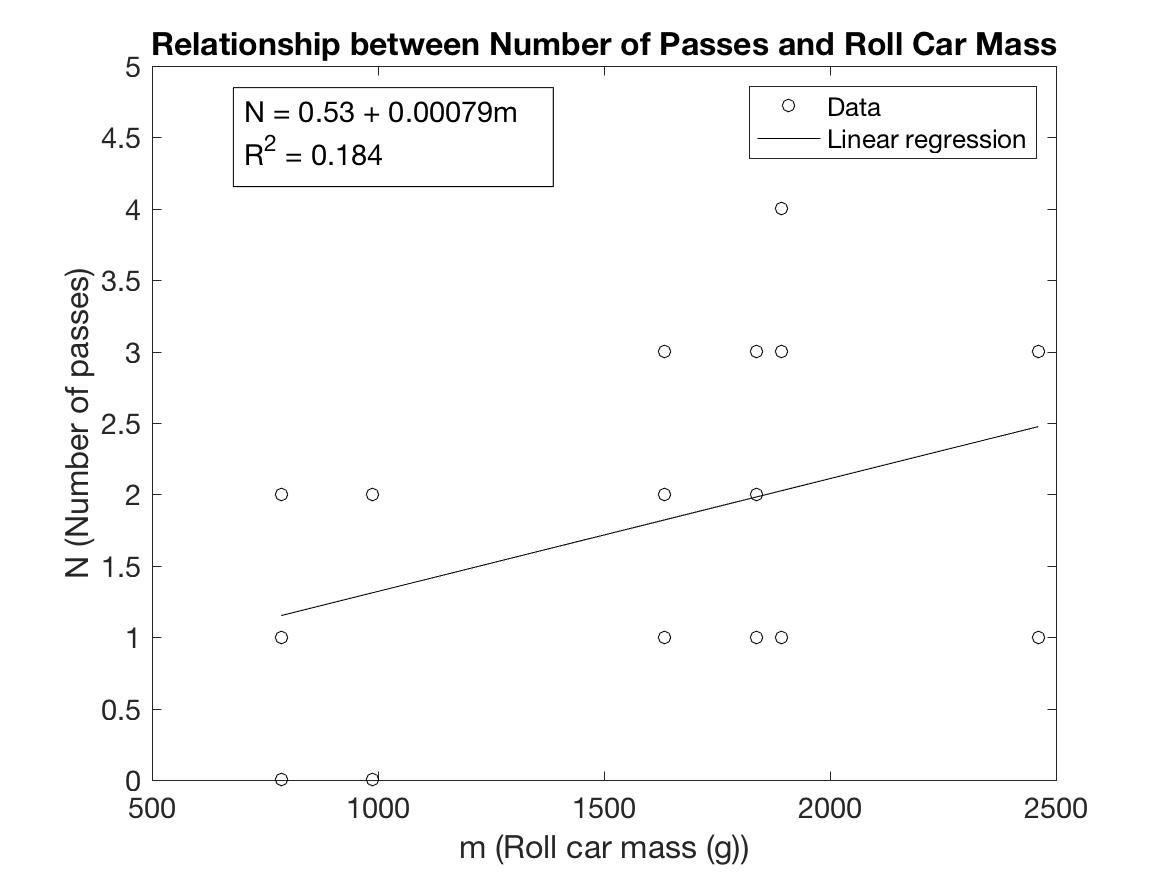 Relationship between Number of Passes and Roll Car Mass
N = 0.53 + 0.00079m
R² = 0.184
Data
Linear regression
5
4.5
4
3.5
3
2.5
2
1.5
1
0.5
0
N (Number of passes)
500 1000 1500 2000 2500
m (Roll car mass (g))